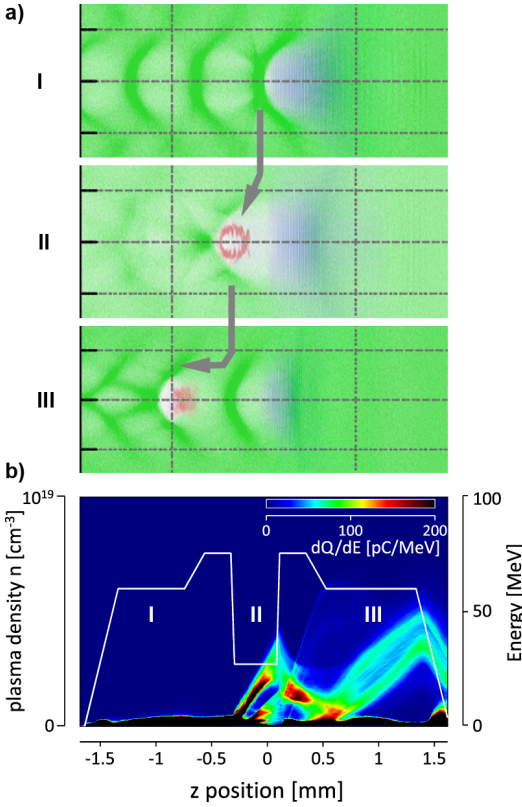 a)
I
II
III
b)
10¹⁹
100
0 100 200
dQ/dE [pC/MeV]
plasma density n [cm⁻³]
Energy [MeV]
I II III
50
0
0
-1.5 -1 -0.5 0 0.5 1 1.5
z position [mm]